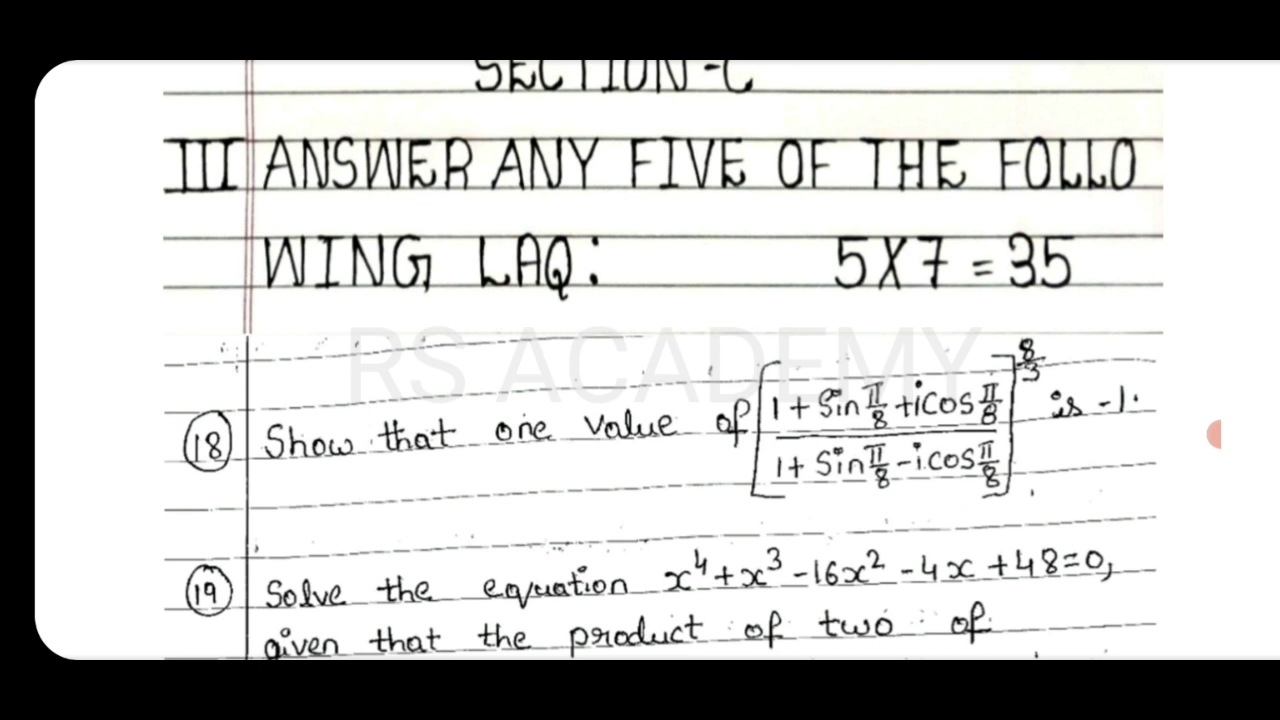 SECTION-C
III ANSWER ANY FIVE OF THE FOLLO
WING LAQ: 5X7=35
RS ACADEMY
18 Show that one value of [1+Sin π/8 +icos π/8 / 1+Sin π/8 -icos π/8]^8/3 is -1.
19 Solve the equation x⁴+x³-16x²-4x+48=0,
given that the product of two of